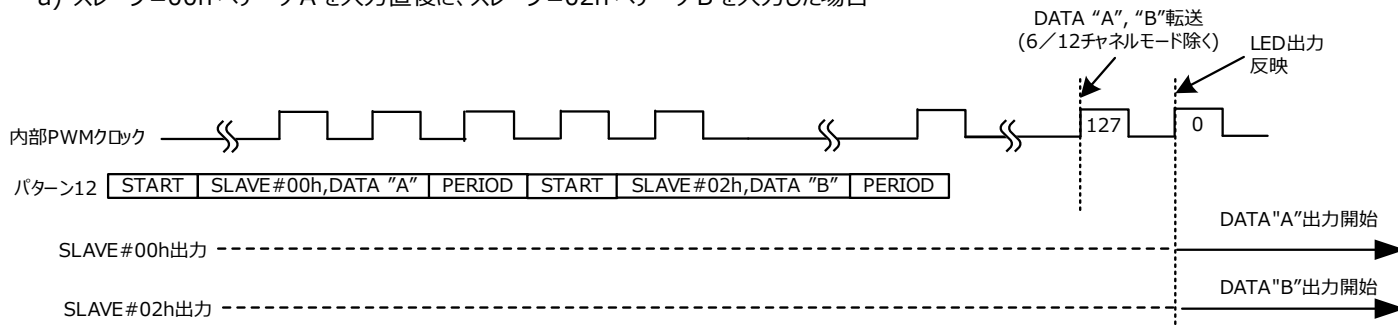 DATA “A”, “B”転送
(6／12チャネルモード除く)
LED出力
反映
内部PWMクロック
127
0
パターン12
START
SLAVE#00h,DATA ”A”
PERIOD
START
SLAVE#02h,DATA ”B”
PERIOD
DATA"A”出力開始
SLAVE#00h出力
DATA"B”出力開始
SLAVE#02h出力